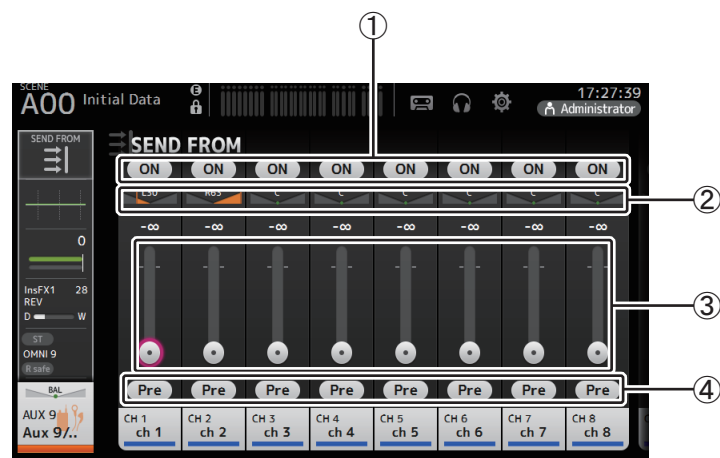 ①
SCENE
A00 Initial Data
E
17:27:39
Administrator
SEND FROM
SEND FROM
ON ON ON ON ON ON ON ON
②
R63 C C C C C C
-∞ -∞ -∞ -∞ -∞ -∞ -∞ -∞
0
③
InsFX1 28
REV
D W
ST
OMNI 9
R safe
BAL
Pre Pre Pre Pre Pre Pre Pre Pre
④
AUX 9
Aux 9/..
CH 1 CH 2 CH 3 CH 4 CH 5 CH 6 CH 7 CH 8
ch 1 ch 2 ch 3 ch 4 ch 5 ch 6 ch 7 ch 8